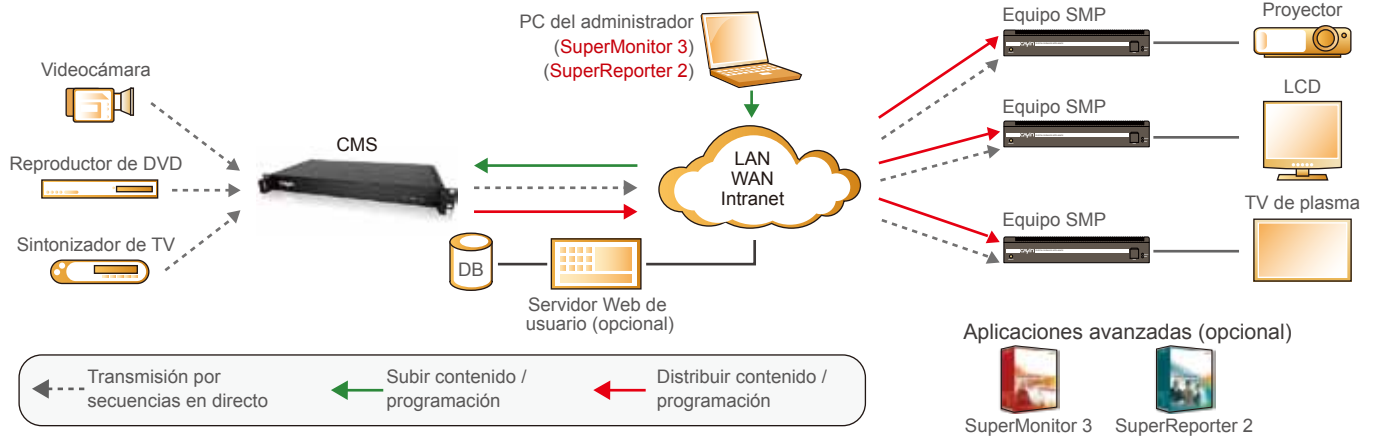 PC del administrador
(SuperMonitor 3)
(SuperReporter 2)
Equipo SMP
Proyector
Videocámara
Reproductor de DVD
Sintonizador de TV
CMS
LAN
WAN
Intranet
Equipo SMP
LCD
Equipo SMP
TV de plasma
DB
Servidor Web de
usuario (opcional)
Transmisión por
secuencias en directo
Subir contenido /
programación
Distribuir contenido /
programación
Aplicaciones avanzadas (opcional)
SuperMonitor 3
SuperReporter 2